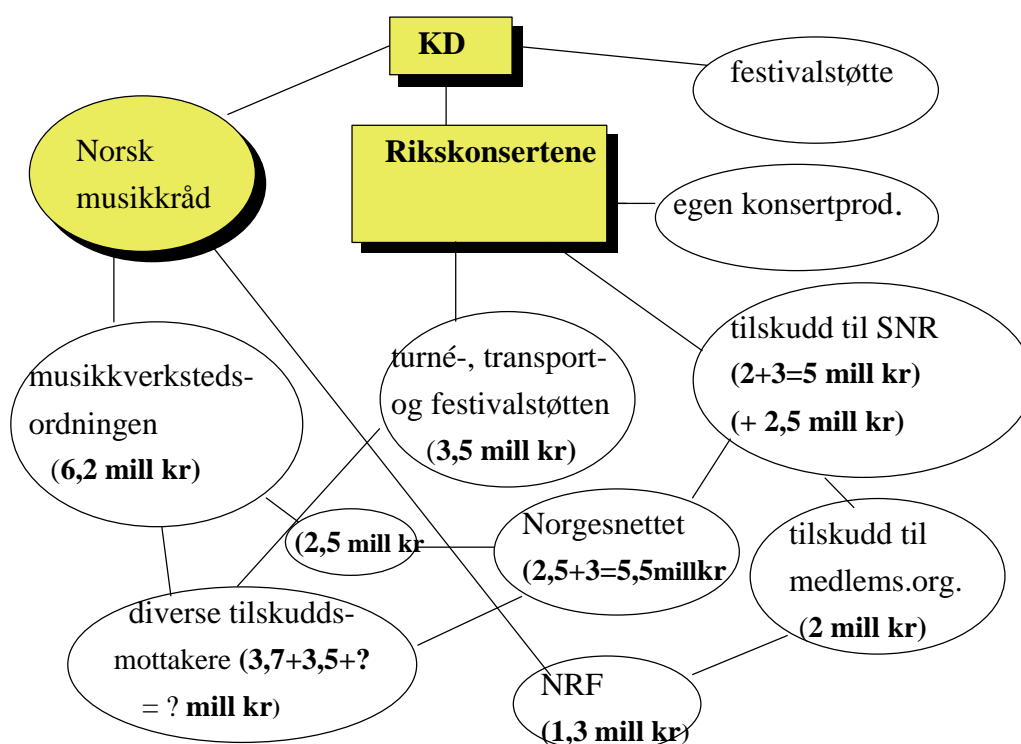 KD
festivalstøtte
Norsk
musikkråd
Rikskonsertene
egen konsertprod.
musikkverksteds-
ordningen
(6,2 mill kr)
turné-, transport-
og festivalstøtten
(3,5 mill kr)
tilskudd til SNR
(2+3=5 mill kr)
(+ 2,5 mill kr)
(2,5 mill kr
Norgesnettet
(2,5+3=5,5millkr
tilskudd til
medlems.org.
(2 mill kr)
diverse tilskudds-
mottakere (3,7+3,5+?
= ? mill kr)
NRF
(1,3 mill kr)